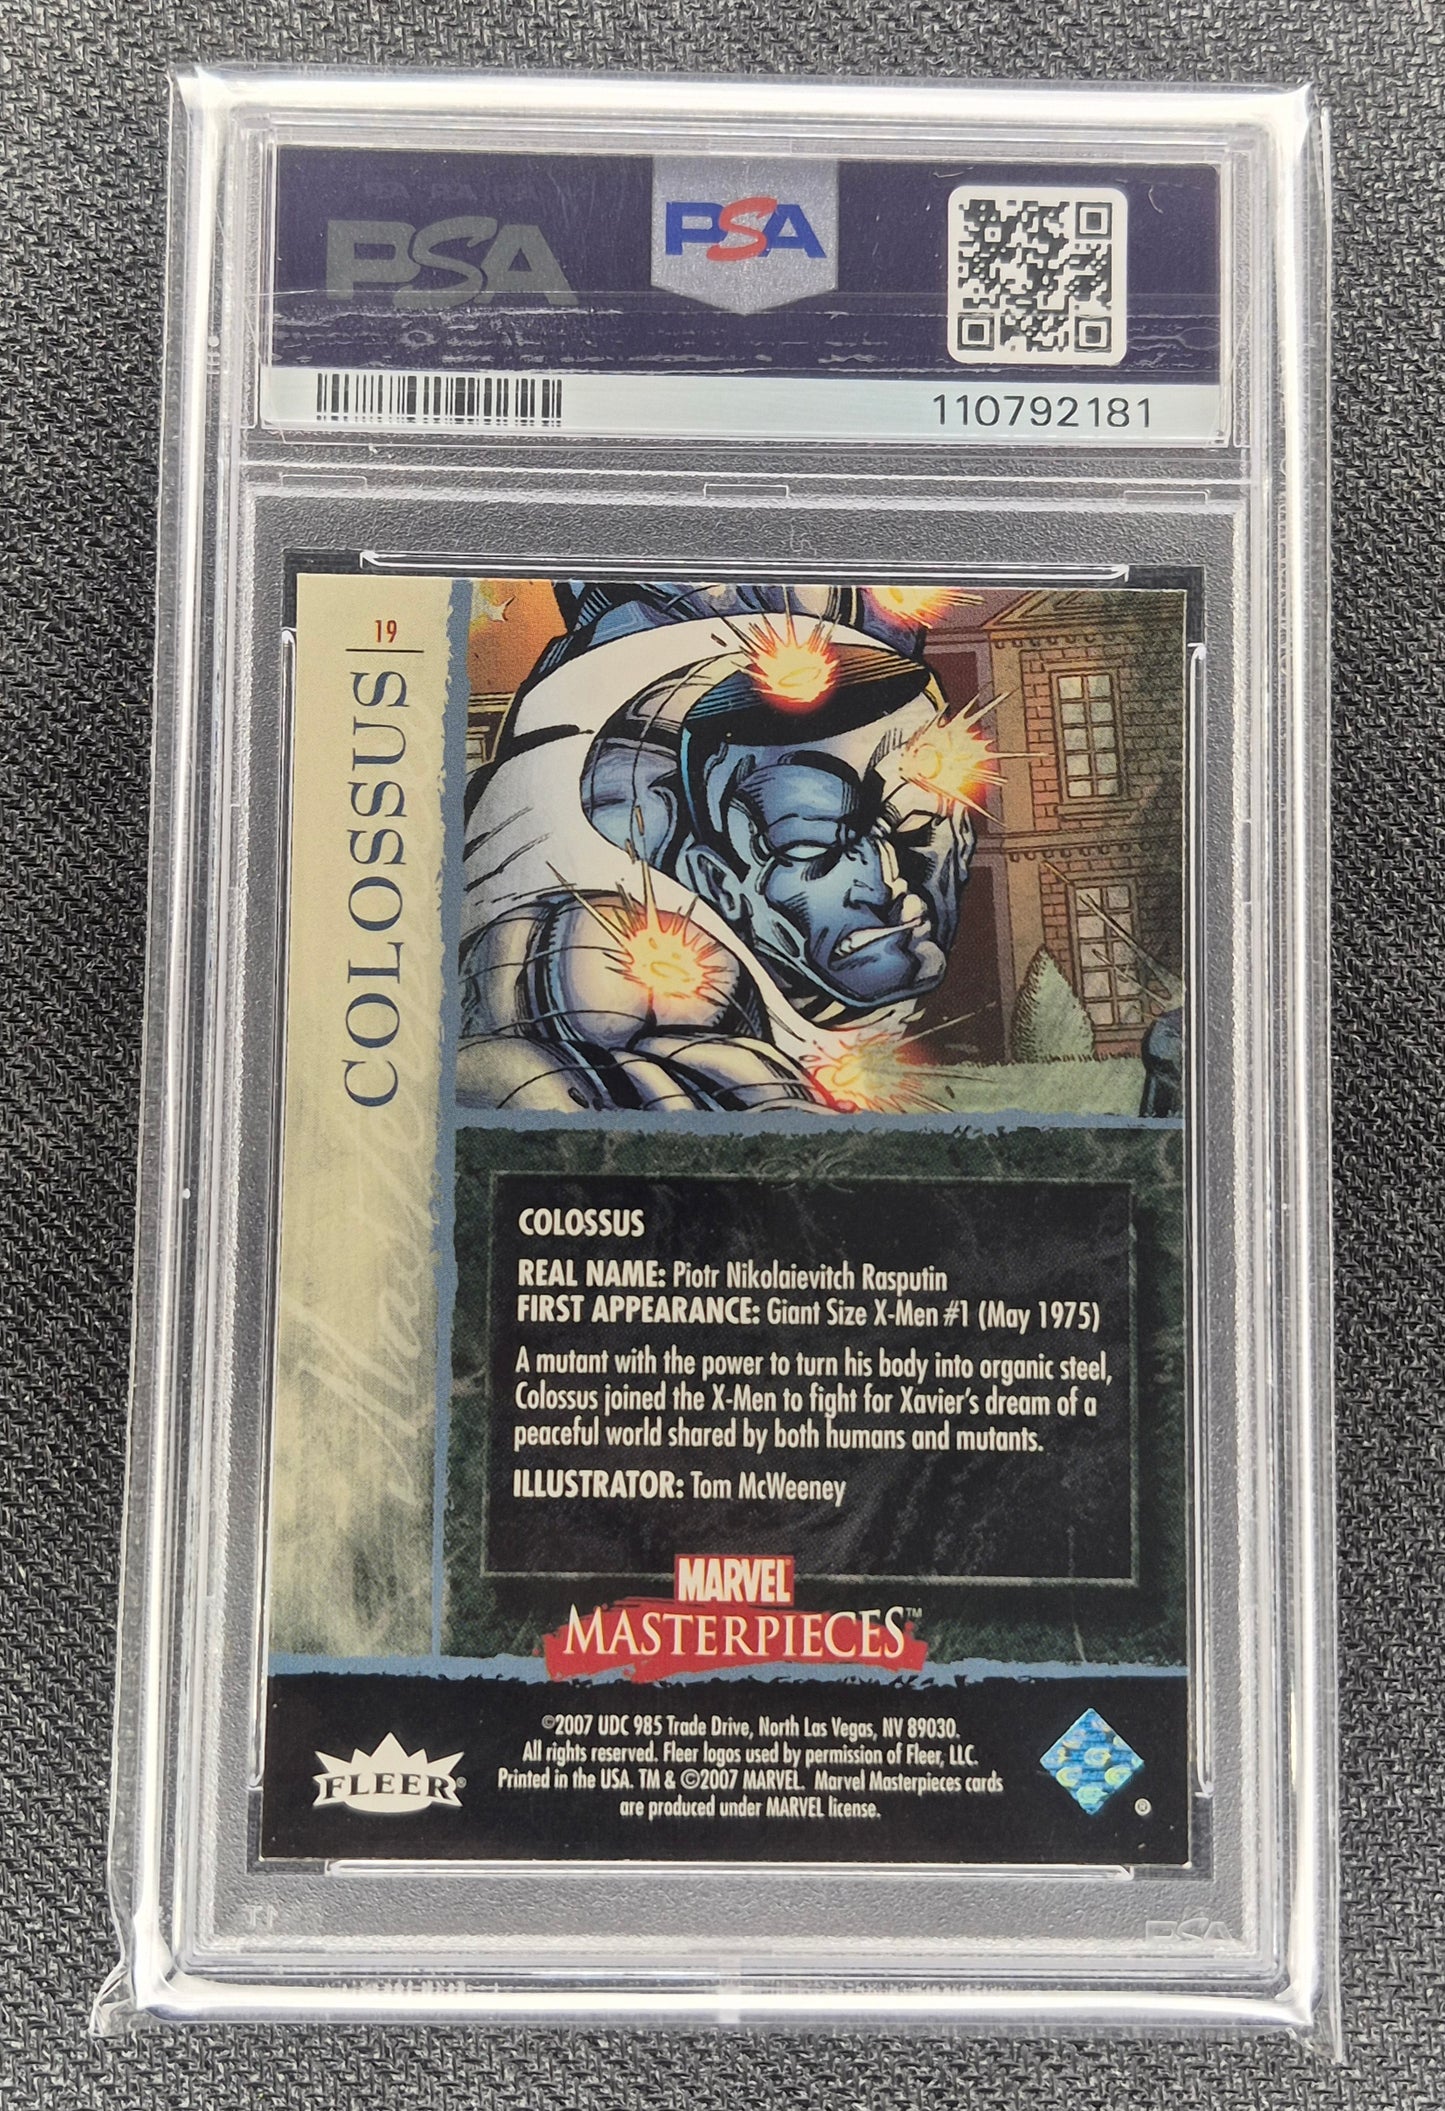 PSA
PSA
110792181
19
COLOSSUS
COLOSSUS
REAL NAME: Piotr Nikolaievitch Rasputin
FIRST APPEARANCE: Giant Size X-Men #1 (May 1975)
A mutant with the power to turn his body into organic steel,
Colossus joined the X-Men to fight for Xavier's dream of a
peaceful world shared by both humans and mutants.
ILLUSTRATOR: Tom McWeeney
MARVEL
MASTERPIECES™
FLEER®
©2007 UDC 985 Trade Drive, North Las Vegas, NV 89030.
All rights reserved. Fleer logos used by permission of Fleer, LLC.
Printed in the USA. TM & ©2007 MARVEL. Marvel Masterpieces cards
are produced under MARVEL license.
®
PSA